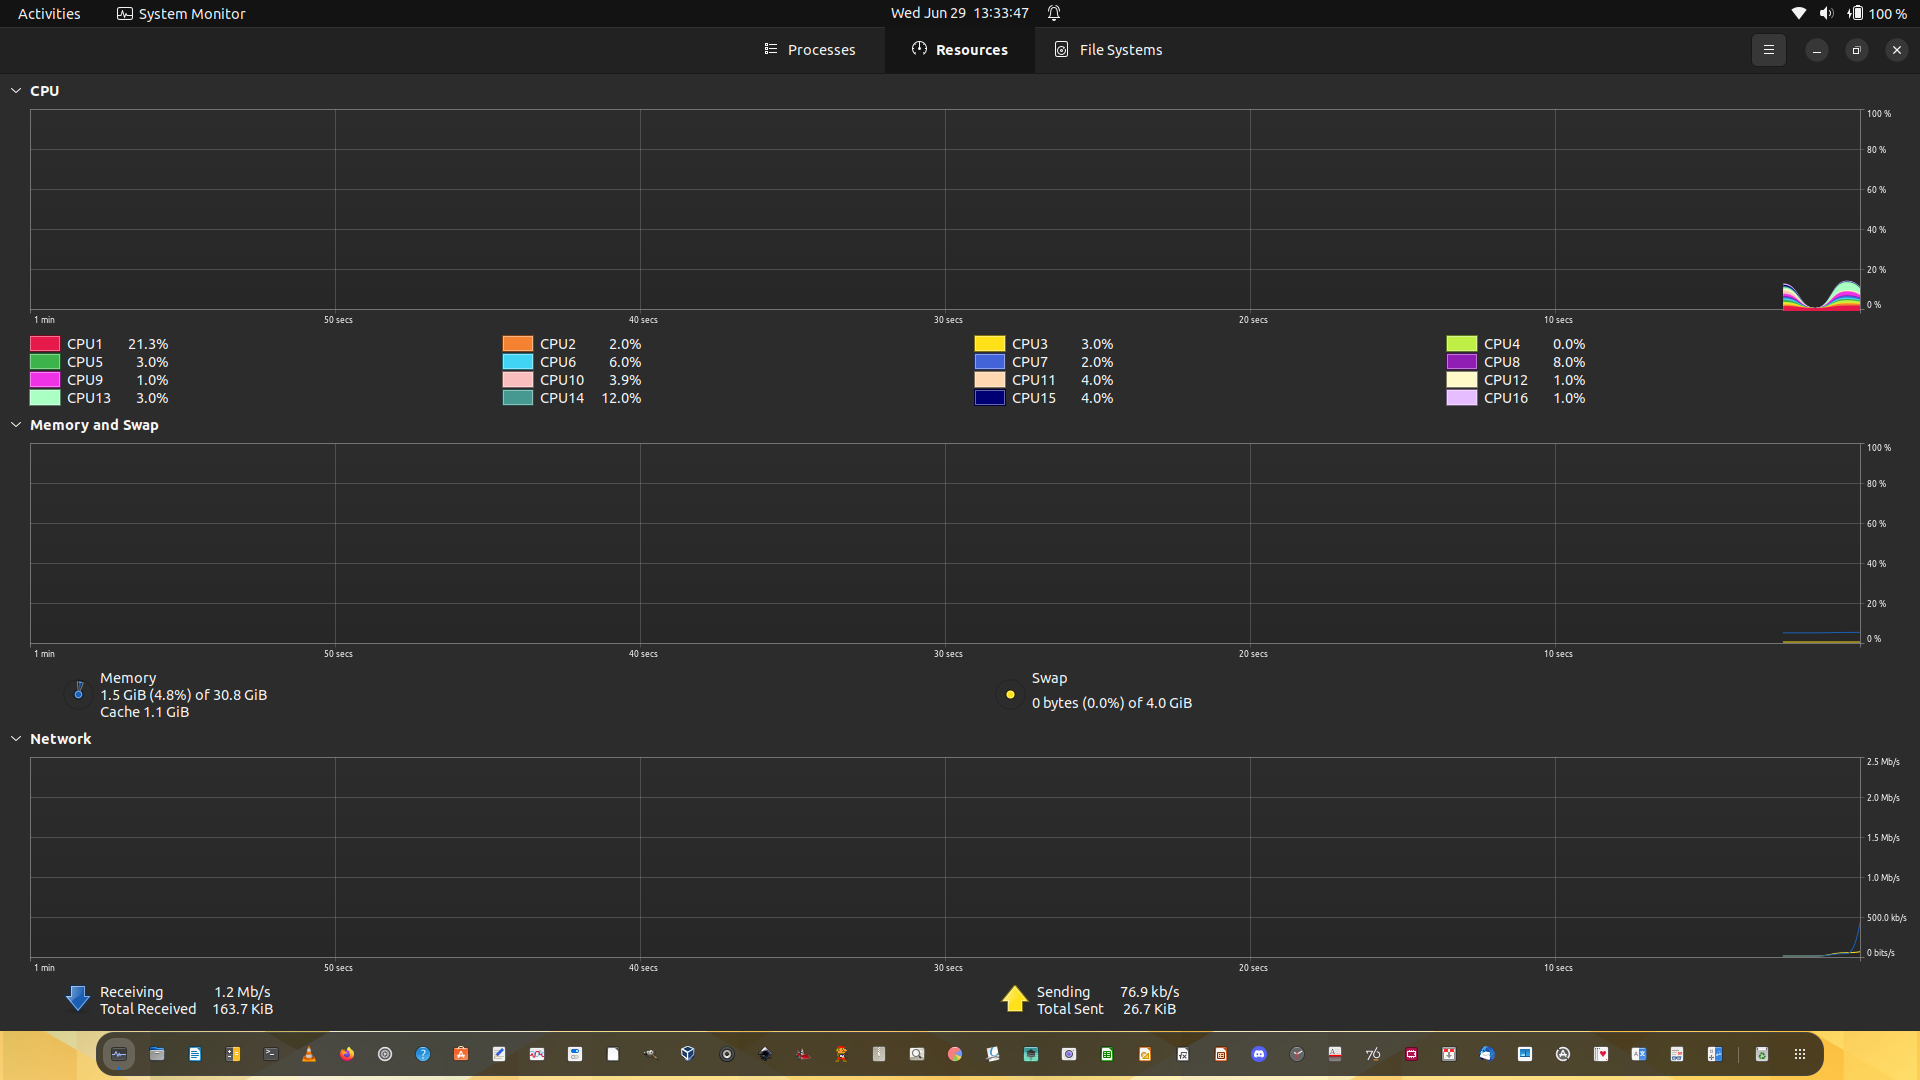 Activities System Monitor Wed Jun 29 13:33:47 100 %
Processes Resources File Systems
CPU
100 %
80 %
60 %
40 %
20 %
0 %
1 min 50 secs 40 secs 30 secs 20 secs 10 secs
CPU1 21.3% CPU2 2.0% CPU3 3.0% CPU4 0.0%
CPU5 3.0% CPU6 6.0% CPU7 2.0% CPU8 8.0%
CPU9 1.0% CPU10 3.9% CPU11 4.0% CPU12 1.0%
CPU13 3.0% CPU14 12.0% CPU15 4.0% CPU16 1.0%
Memory and Swap
100 %
80 %
60 %
40 %
20 %
0 %
1 min 50 secs 40 secs 30 secs 20 secs 10 secs
Memory
1.5 GiB (4.8%) of 30.8 GiB
Cache 1.1 GiB
Swap
0 bytes (0.0%) of 4.0 GiB
Network
2.5 Mb/s
2.0 Mb/s
1.5 Mb/s
1.0 Mb/s
500.0 kb/s
0 bits/s
1 min 50 secs 40 secs 30 secs 20 secs 10 secs
Receiving 1.2 Mb/s
Total Received 163.7 KiB
Sending 76.9 kb/s
Total Sent 26.7 KiB